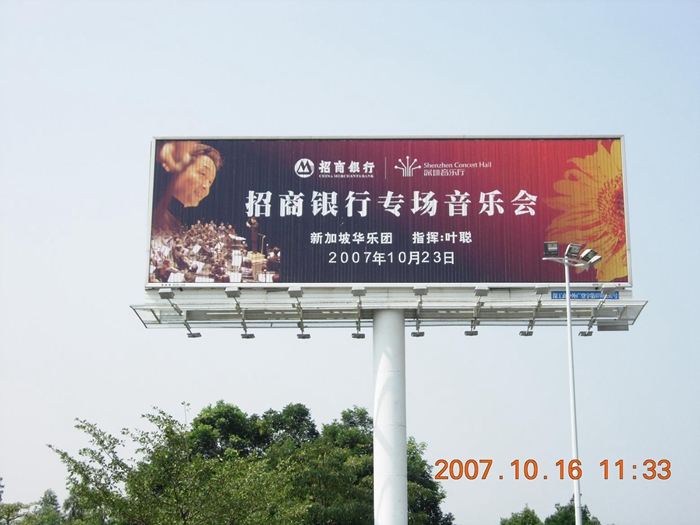 招商银行
CHINA MERCHANTS BANK
Shenzhen Concert Hall
深圳音乐厅
招商银行专场音乐会
新加坡华乐团 指挥:叶聪
2007年10月23日
2007.10.16 11:33